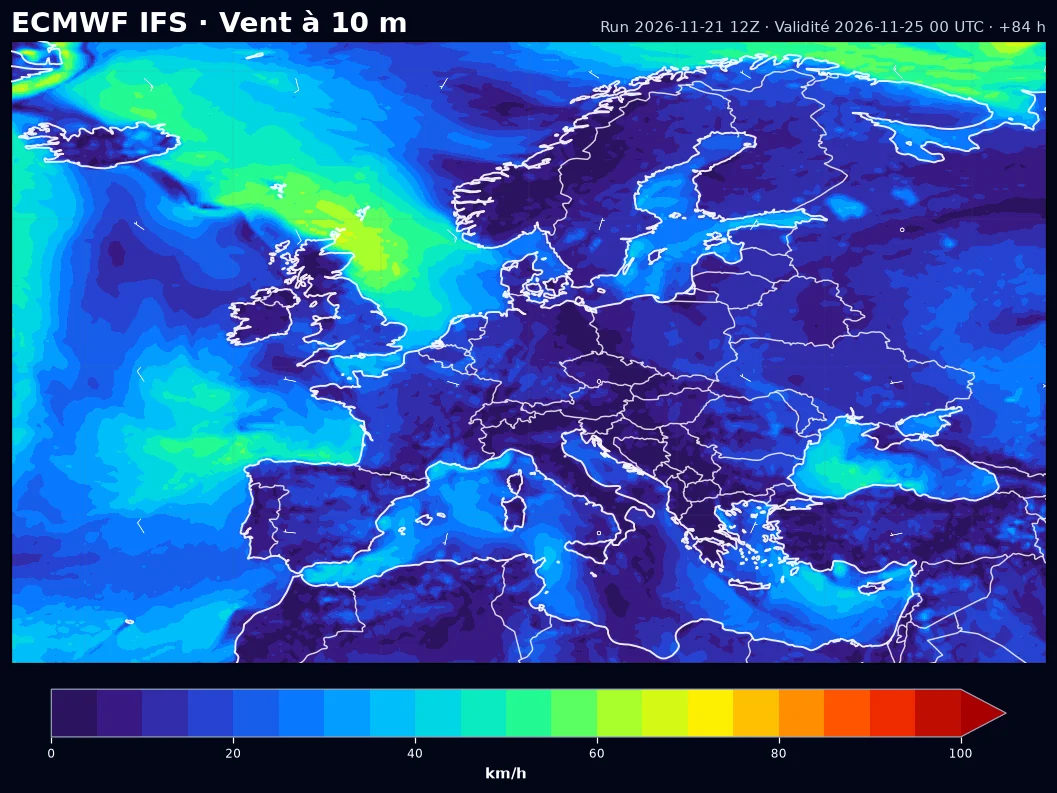 ECMWF IFS · Vent à 10 m
Run 2026-11-21 12Z · Validité 2026-11-25 00 UTC · +84 h
0 20 40 60 80 100
km/h